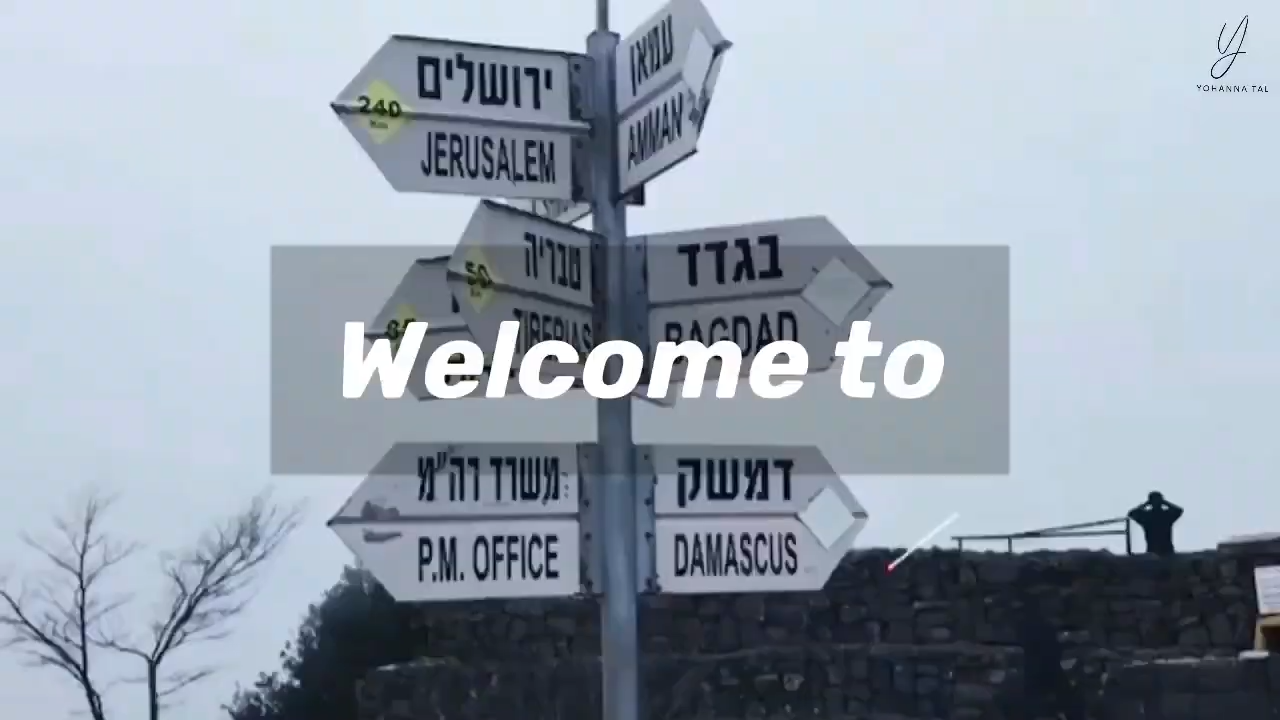 ירושלים
240
Km
JERUSALEM
עמאן
AMMAN
טבריה
50
TIBERIAS
בגדד
BAGDAD
Welcome to
משרד רה"מ
P.M. OFFICE
דמשק
DAMASCUS
Y
YOHANNA TAL